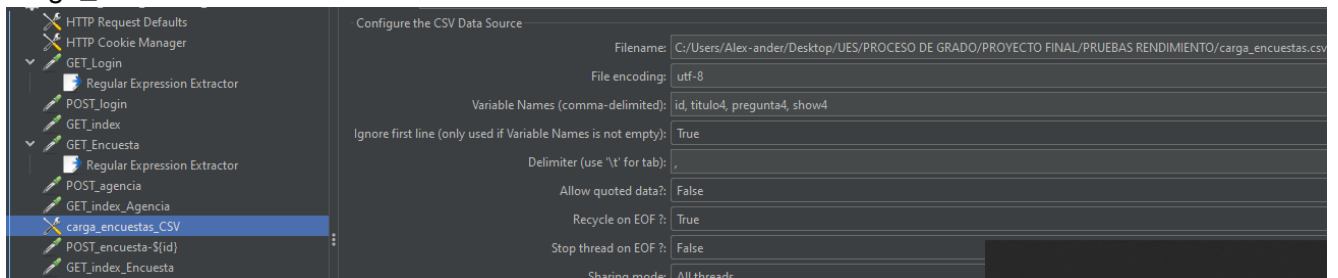 HTTP Request Defaults
HTTP Cookie Manager
GET_Login
Regular Expression Extractor
POST_login
GET_index
GET_Encuesta
Regular Expression Extractor
POST_agencia
GET_index_Agencia
carga_encuestas_CSV
POST_encuesta-${id}
GET_index_Encuesta
Configure the CSV Data Source
Filename: C:/Users/Alex-ander/Desktop/UES/PROCESO DE GRADO/PROYECTO FINAL/PRUEBAS RENDIMIENTO/carga_encuestas.csv
File encoding: utf-8
Variable Names (comma-delimited): id, titulo4, pregunta4, show4
Ignore first line (only used if Variable Names is not empty): True
Delimiter (use '\t' for tab): ,
Allow quoted data?: False
Recycle on EOF ?: True
Stop thread on EOF ?: False
Sharing mode: All threads